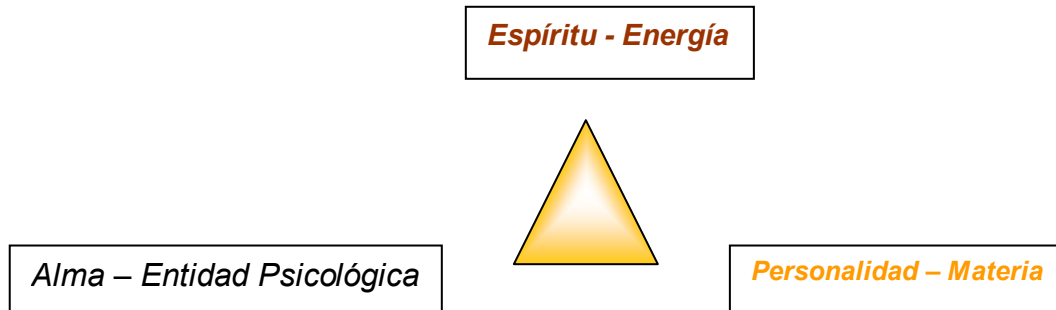 Espíritu - Energía
Alma – Entidad Psicológica
Personalidad – Materia